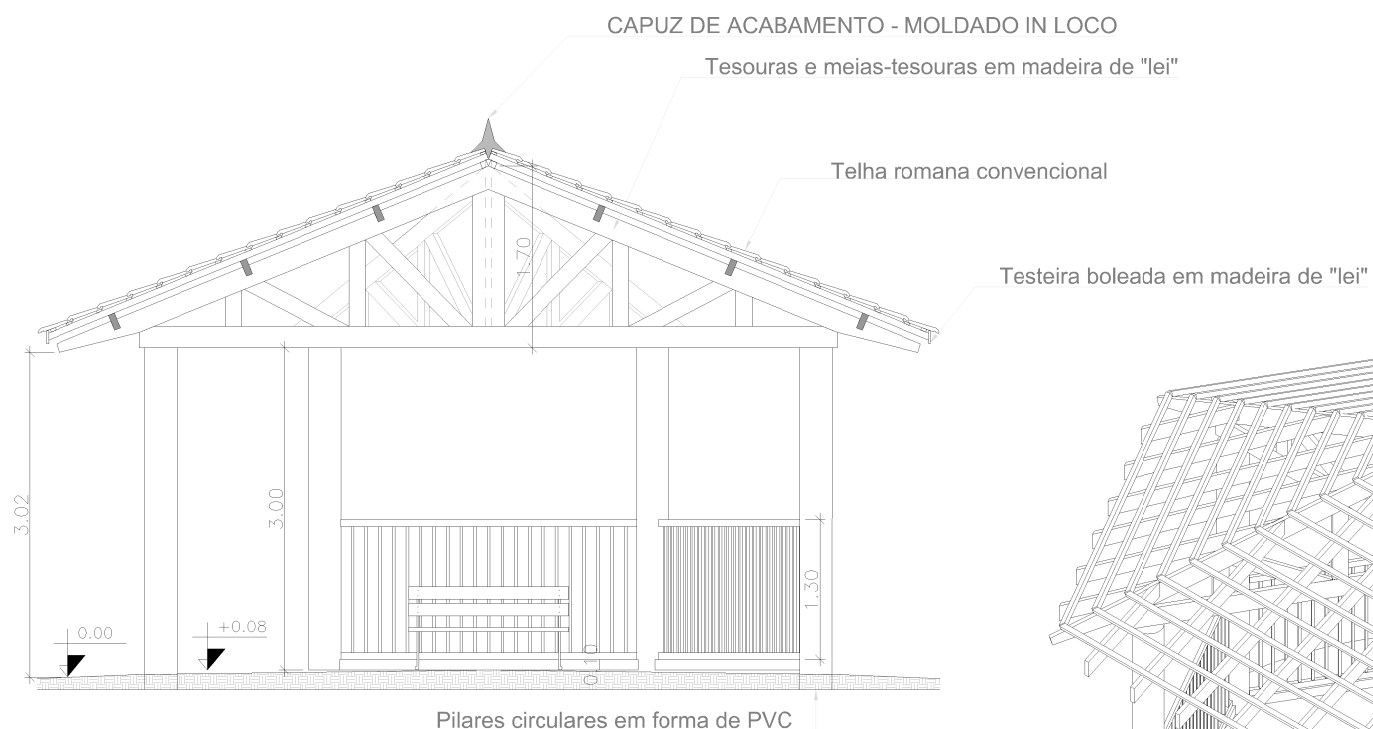 CAPUZ DE ACABAMENTO - MOLDADO IN LOCO
Tesouras e meias-tesouras em madeira de "lei"
Telha romana convencional
1.70
Testeira boleada em madeira de "lei"
3.02
3.00
1.30
0.00
+0.08
0.10
Pilares circulares em forma de PVC